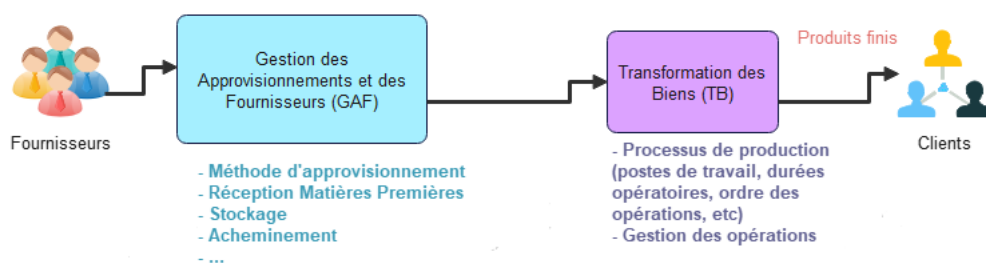 Fournisseurs
Gestion des
Approvisionnements et des
Fournisseurs (GAF)
- Méthode d'approvisionnement
- Réception Matières Premières
- Stockage
- Acheminement
- ...
Transformation des
Biens (TB)
- Processus de production
(postes de travail, durées
opératoires, ordre des
opérations, etc)
- Gestion des opérations
Produits finis
Clients